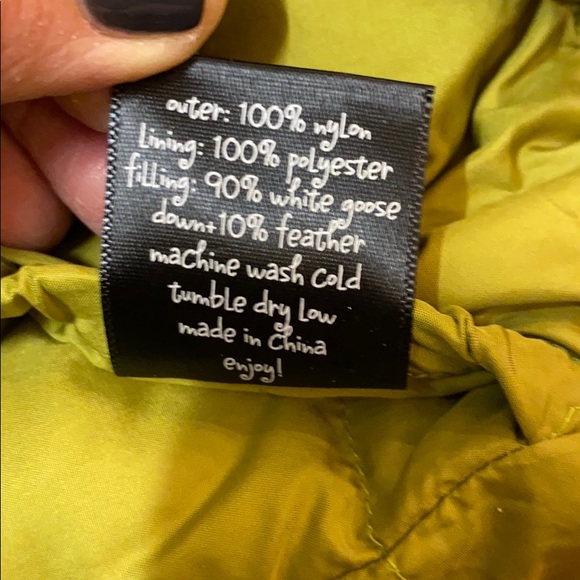 outer: 100% nylon
lining: 100% polyester
filling: 90% white goose
down+10% feather
machine wash cold
tumble dry low
made in China
enjoy!